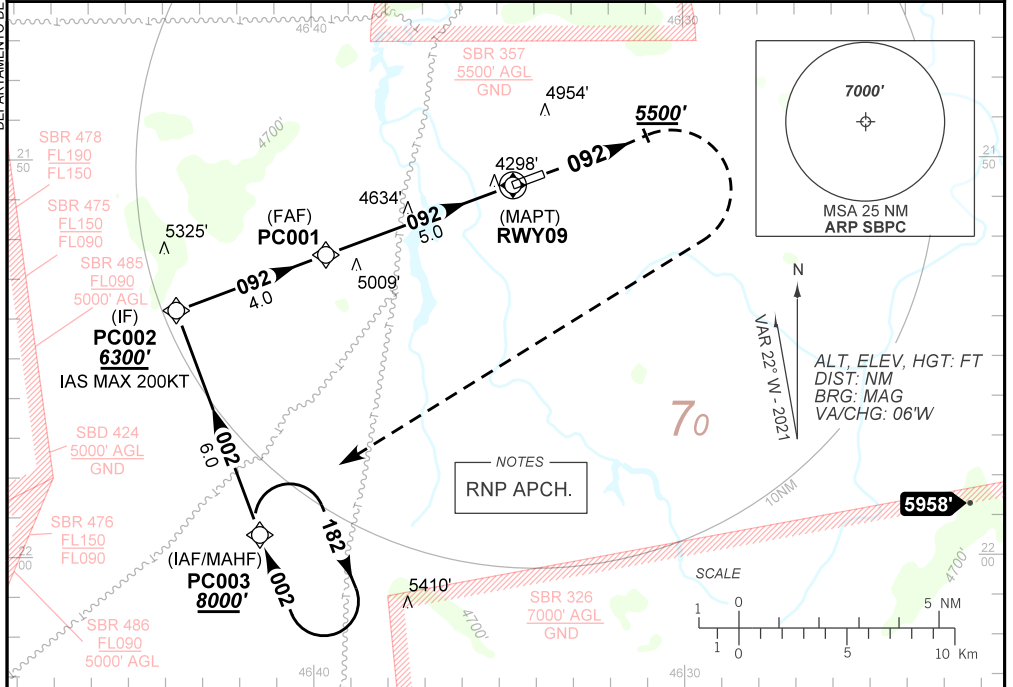 46 40
46 30
SBR 357
5500' AGL
GND
4954'
5500'
7000'
MSA 25 NM
ARP SBPC
SBR 478
FL190
FL150
4700'
21
50
21
50
4298'
092
4634'
(MAPT)
RWY09
092
5.0
SBR 475
FL150
FL090
(FAF)
PC001
5325'
5009'
SBR 485
FL090
5000' AGL
092
4.0
(IF)
PC002
6300'
IAS MAX 200KT
N
VAR 22° W - 2021
ALT, ELEV, HGT: FT
DIST: NM
BRG: MAG
VA/CHG: 06'W
70
SBD 424
5000' AGL
GND
002
6.0
NOTES
RNP APCH.
10NM
5958'
SBR 476
FL150
FL090
182
002
(IAF/MAHF)
PC003
8000'
22
00
22
00
4700'
5410'
4700'
SBR 326
7000' AGL
GND
SCALE
1 0 5 NM
1 0 5 10 Km
SBR 486
FL090
5000' AGL
46 40
46 30